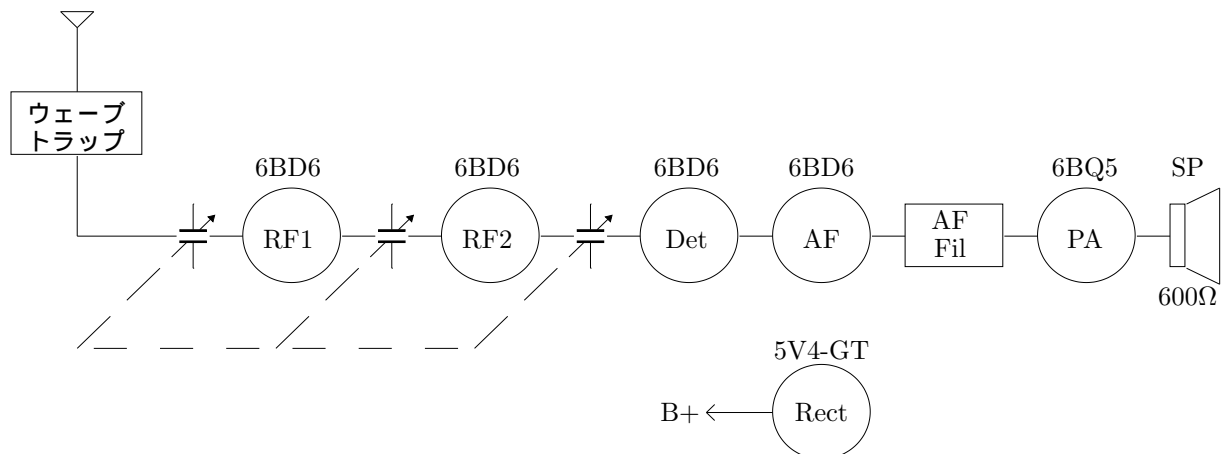 ウェーブ
トラップ
6BD6
6BD6
6BD6
6BD6
6BQ5
SP
RF1
RF2
Det
AF
AF
Fil
PA
600Ω
5V4-GT
B+
Rect